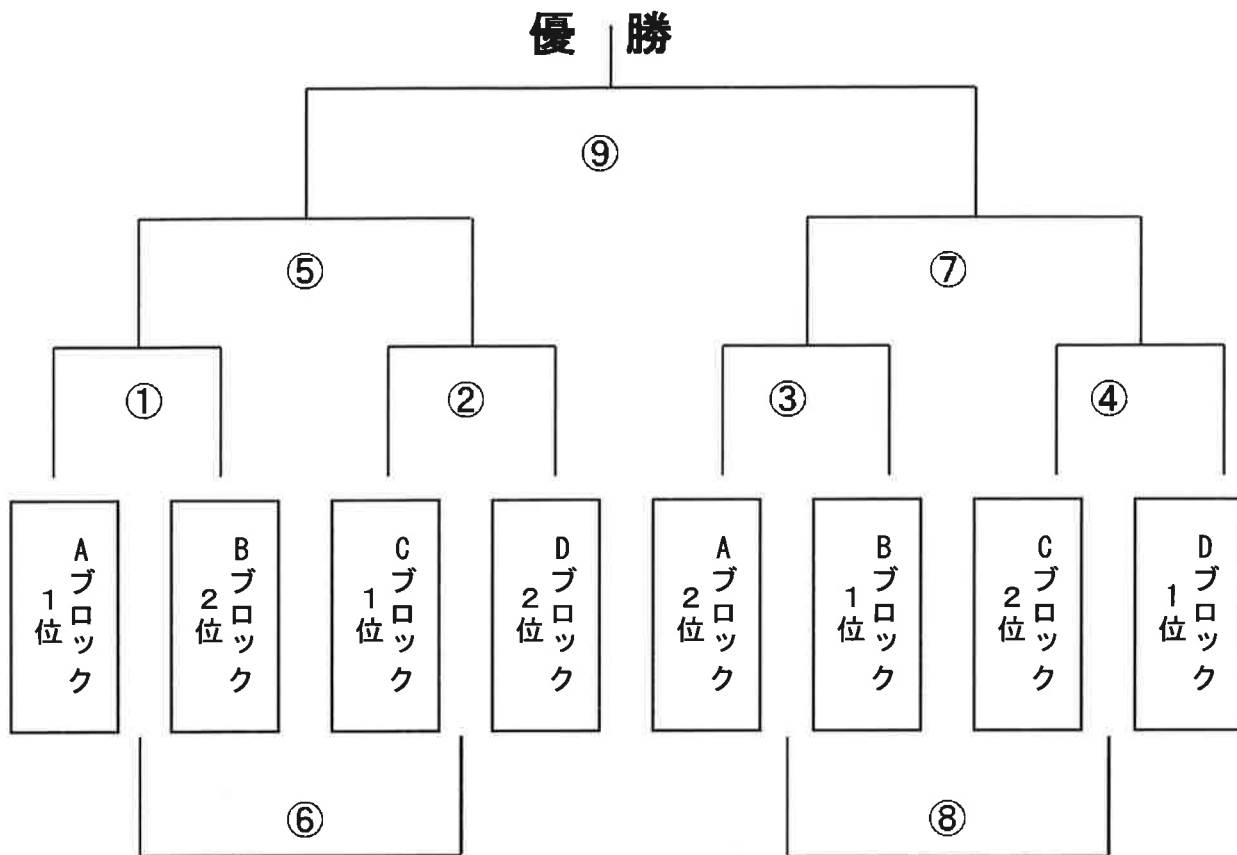 優 勝
⑨
⑤ ⑦
① ② ③ ④
Aブロック
1位
Bブロック
2位
Cブロック
1位
Dブロック
2位
Aブロック
2位
Bブロック
1位
Cブロック
2位
Dブロック
1位
⑥ ⑧